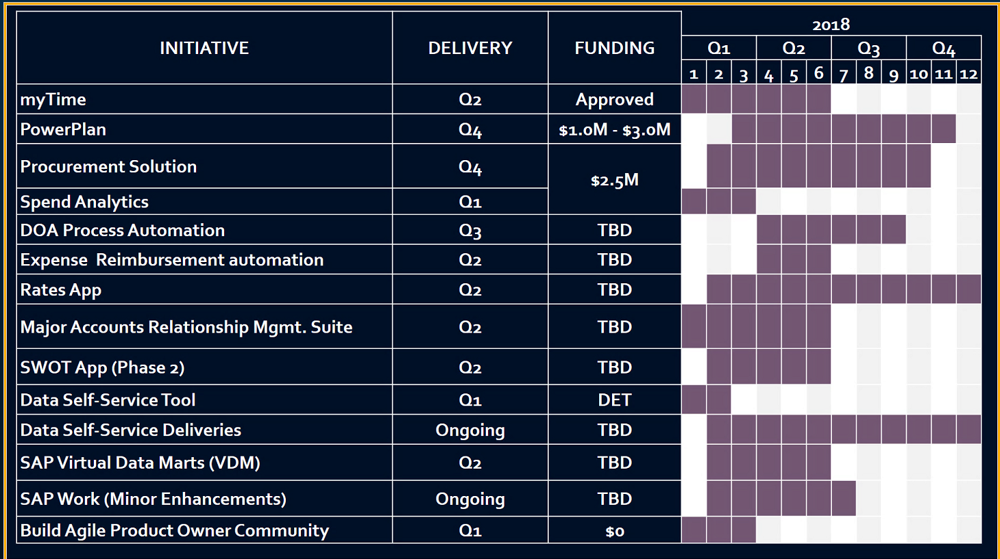 2018
INITIATIVE DELIVERY FUNDING Q1 Q2 Q3 Q4
1 2 3 4 5 6 7 8 9 10 11 12
myTime Q2 Approved
PowerPlan Q4 $1.0M - $3.0M
Procurement Solution Q4
$2.5M
Spend Analytics Q1
DOA Process Automation Q3 TBD
Expense  Reimbursement automation Q2 TBD
Rates App Q2 TBD
Major Accounts Relationship Mgmt. Suite Q2 TBD
SWOT App (Phase 2) Q2 TBD
Data Self-Service Tool Q1 DET
Data Self-Service Deliveries Ongoing TBD
SAP Virtual Data Marts (VDM) Q2 TBD
SAP Work (Minor Enhancements) Ongoing TBD
Build Agile Product Owner Community Q1 $0